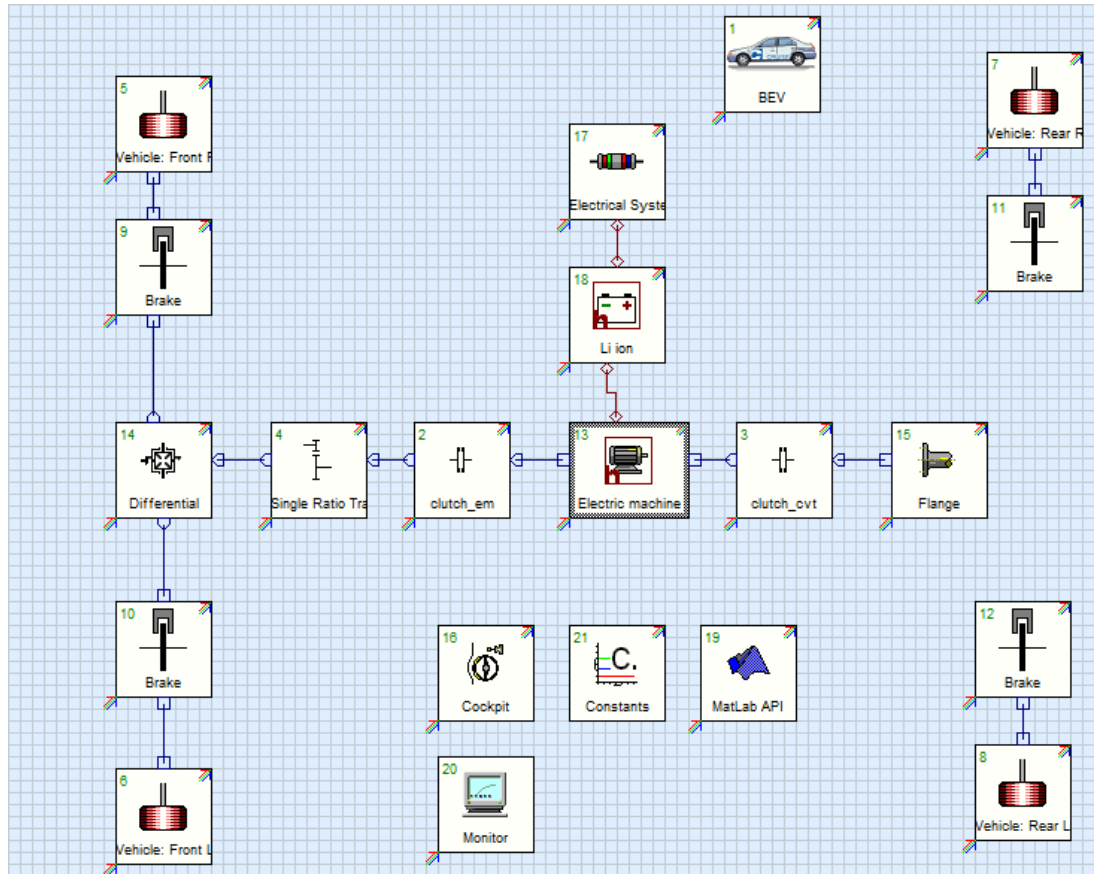 1
BEV
5
Vehicle: Front F
7
Vehicle: Rear R
17
Electrical Syste
9
Brake
11
Brake
18
Li ion
14
Differential
4
Single Ratio Tra
2
clutch_em
13
Electric machine
3
clutch_cvt
15
Flange
10
Brake
16
Cockpit
21
C.
Constants
19
MatLab API
12
Brake
6
Vehicle: Front L
20
Monitor
8
Vehicle: Rear L